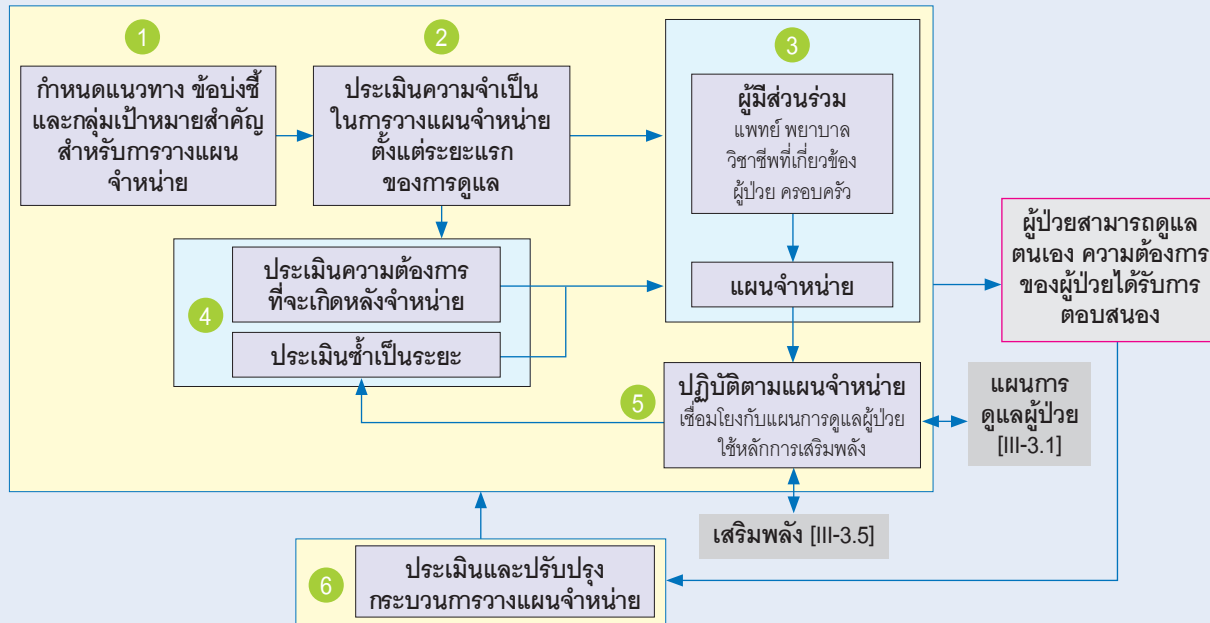 1
กำหนดแนวทาง ข้อบ่งชี้
และกลุ่มเป้าหมายสำคัญ
สำหรับการวางแผน
จำหน่าย
2
ประเมินความจำเป็น
ในการวางแผนจำหน่าย
ตั้งแต่ระยะแรก
ของการดูแล
3
ผู้มีส่วนร่วม
แพทย์ พยาบาล
วิชาชีพที่เกี่ยวข้อง
ผู้ป่วย ครอบครัว
แผนจำหน่าย
4
ประเมินความต้องการ
ที่จะเกิดหลังจำหน่าย
ประเมินซ้ำเป็นระยะ
5
ปฏิบัติตามแผนจำหน่าย
เชื่อมโยงกับแผนการดูแลผู้ป่วย
ใช้หลักการเสริมพลัง
ผู้ป่วยสามารถดูแล
ตนเอง ความต้องการ
ของผู้ป่วยได้รับการ
ตอบสนอง
แผนการ
ดูแลผู้ป่วย
[III-3.1]
เสริมพลัง [III-3.5]
6
ประเมินและปรับปรุง
กระบวนการวางแผนจำหน่าย